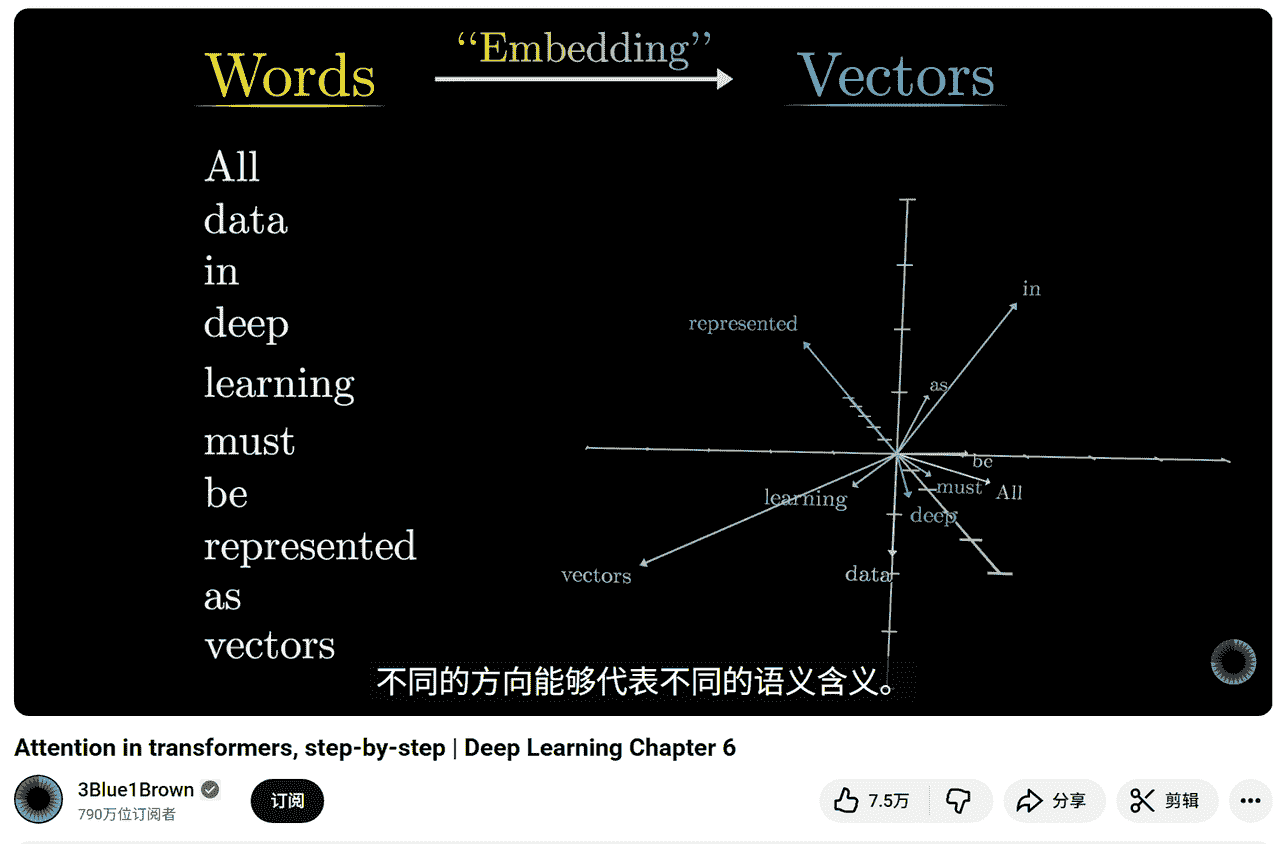 Words
“Embedding”
Vectors
All
data
in
deep
learning
must
be
represented
as
vectors
in
represented
as
be
must
All
learning
deep
vectors
data
不同的方向能够代表不同的语义含义。
Attention in transformers, step-by-step | Deep Learning Chapter 6
3Blue1Brown
790万位订阅者
订阅
7.5万
分享
剪辑